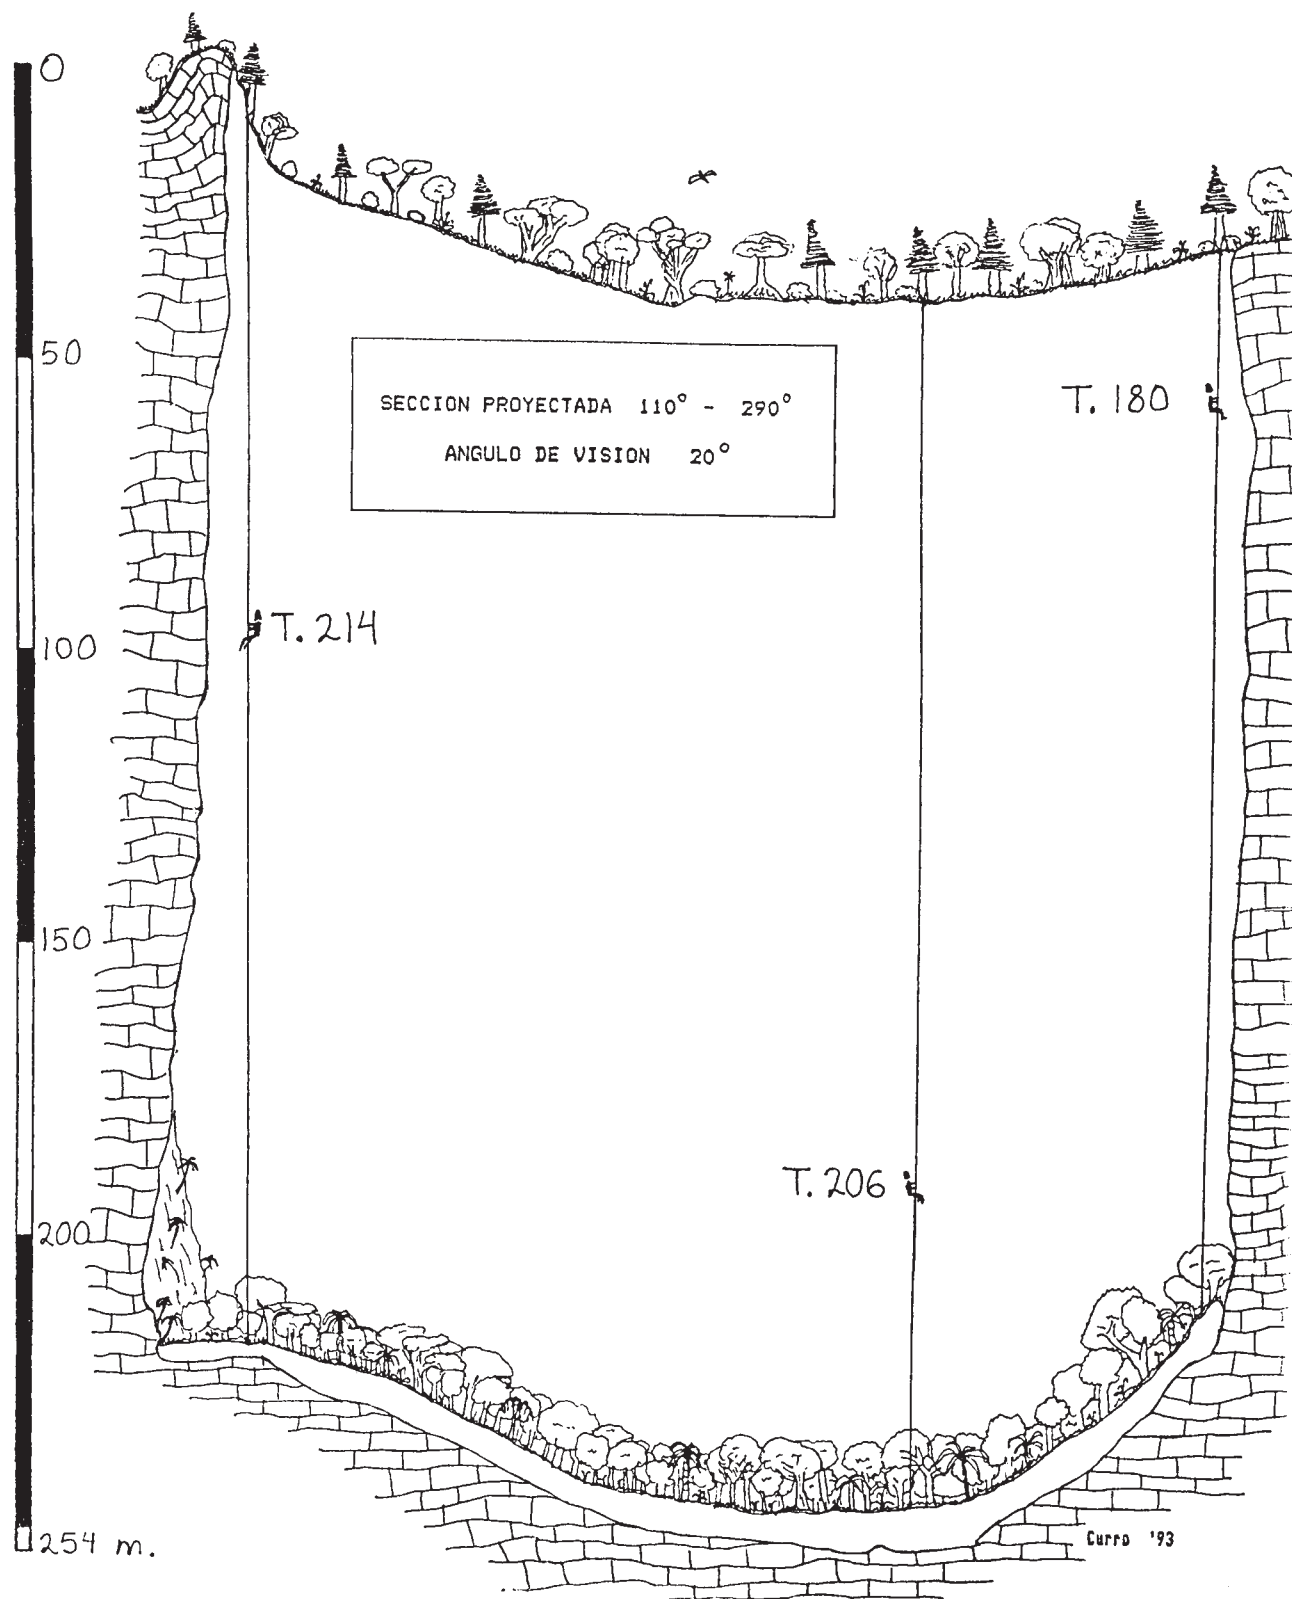 0
50
SECCION PROYECTADA 110° - 290°
T. 180
ANGULO DE VISION 20°
T. 214
100
150
T. 206
200
254 m.
Curro '93